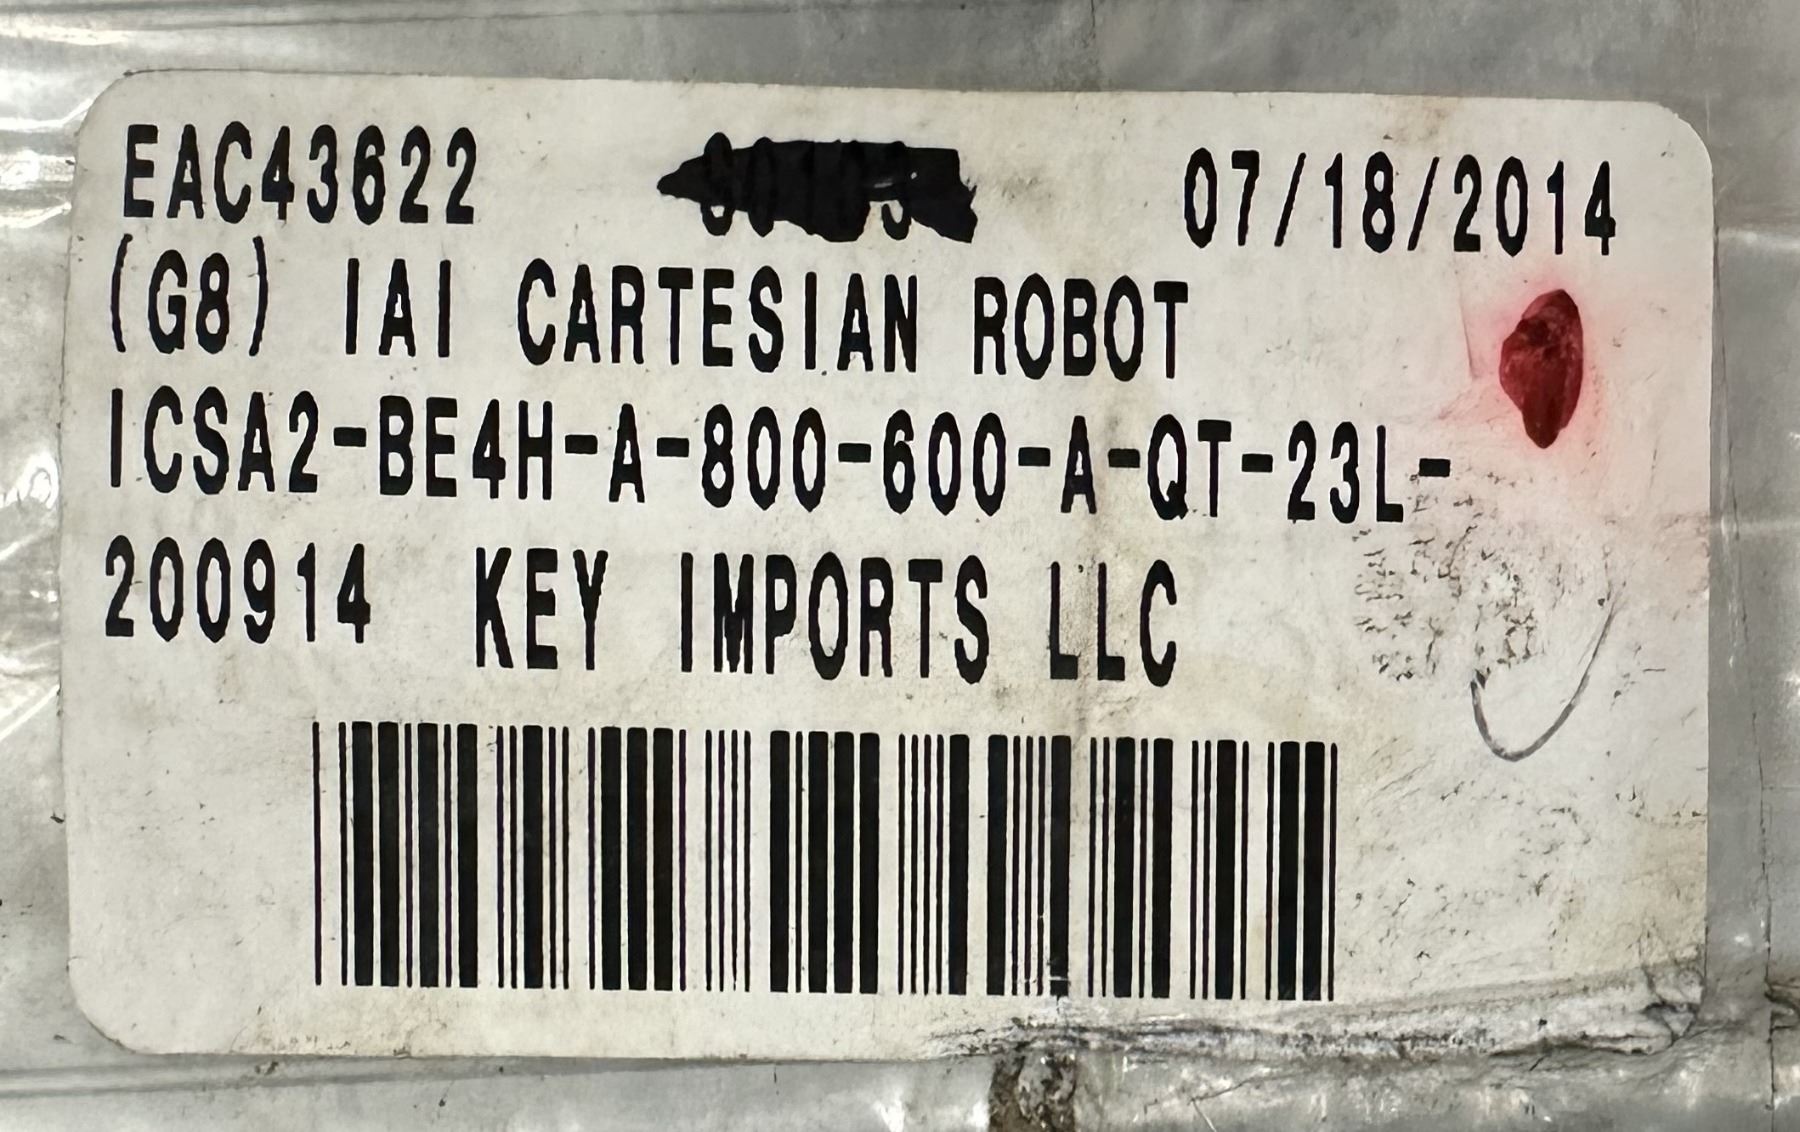 EAC43622 07/18/2014
(G8) IAI CARTESIAN ROBOT
ICSA2-BE4H-A-800-600-A-QT-23L-
200914 KEY IMPORTS LLC